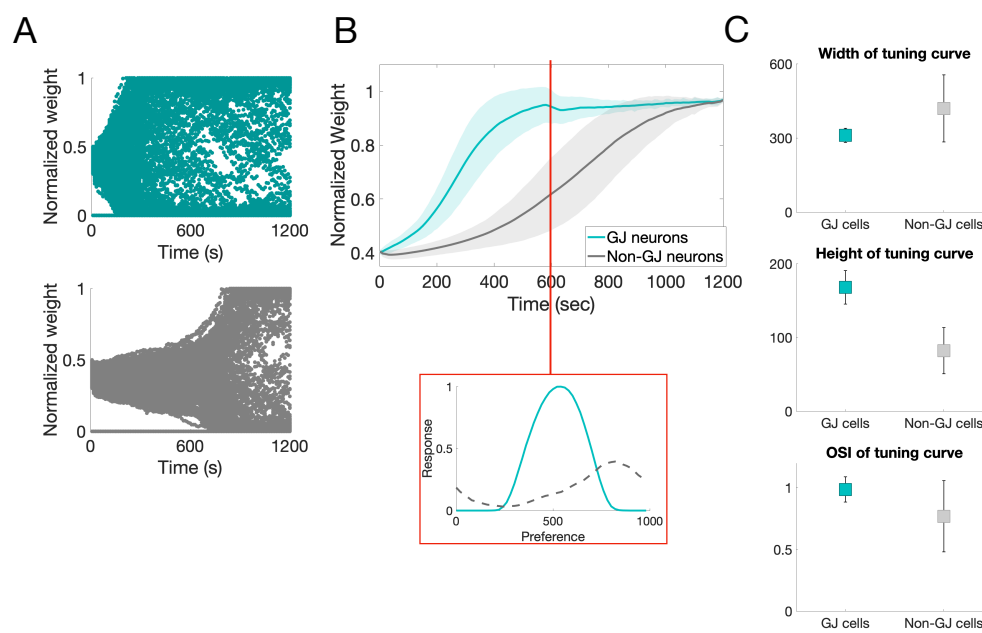 A
Normalized weight
1
0.5
0
0
600
1200
Time (s)
Normalized weight
1
0.5
0
0
600
1200
Time (s)
B
Normalized Weight
1
0.8
0.6
0.4
0
200
400
600
800
1000
1200
Time (sec)
GJ neurons
Non-GJ neurons
Response
1
0.5
0
0
500
1000
Preference
C
Width of tuning curve
600
300
0
GJ cells
Non-GJ cells
Height of tuning curve
200
100
0
GJ cells
Non-GJ cells
OSI of tuning curve
1
0.5
0
GJ cells
Non-GJ cells